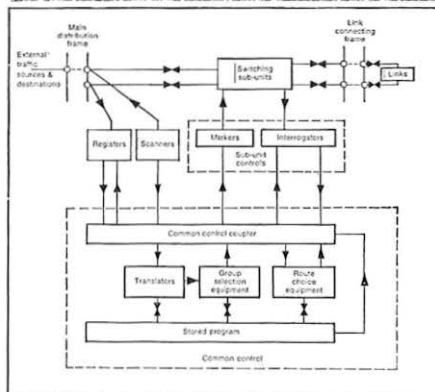 Main
distribution
frame
Link
connecting
frame
External
traffic
sources &
destinations
Switching
sub-units
Links
Registers
Scanners
Markers
Interrogators
Sub-unit
controls
Common control coupler
Translators
Group
selection
equipment
Route
choice
equipment
Stored program
Common control